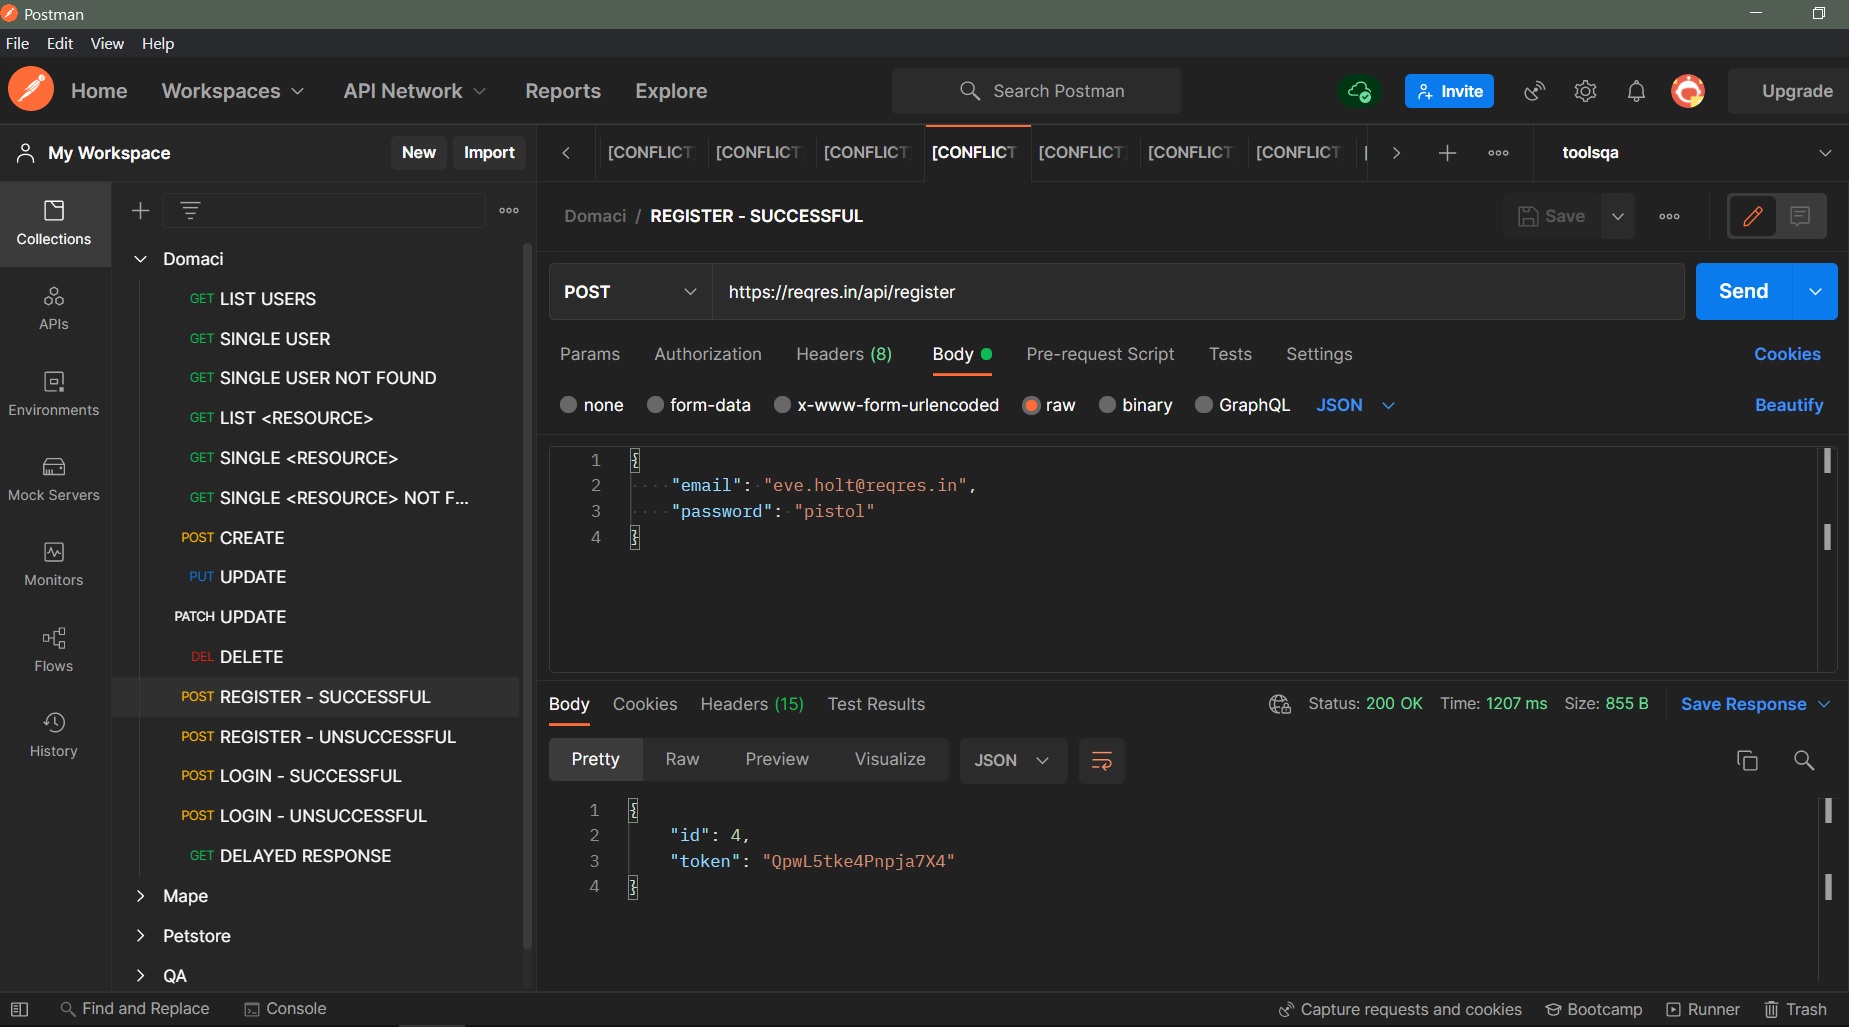 Postman
File Edit View Help
Home Workspaces API Network Reports Explore Search Postman Invite Upgrade
My Workspace New Import [CONFLICT [CONFLICT [CONFLICT [CONFLICT [CONFLICT] [CONFLICT [CONFLICT [ toolsqa
Domaci / REGISTER - SUCCESSFUL Save
Collections
APIs
Environments
Mock Servers
Monitors
Flows
History
Domaci
GET LIST USERS
GET SINGLE USER
GET SINGLE USER NOT FOUND
GET LIST <RESOURCE>
GET SINGLE <RESOURCE>
GET SINGLE <RESOURCE> NOT F...
POST CREATE
PUT UPDATE
PATCH UPDATE
DEL DELETE
POST REGISTER - SUCCESSFUL
POST REGISTER - UNSUCCESSFUL
POST LOGIN - SUCCESSFUL
POST LOGIN - UNSUCCESSFUL
GET DELAYED RESPONSE
Mape
Petstore
QA
POST https://reqres.in/api/register Send
Params Authorization Headers (8) Body Pre-request Script Tests Settings Cookies
none form-data x-www-form-urlencoded raw binary GraphQL JSON Beautify
1 {
2 "email": "eve.holt@reqres.in",
3 "password": "pistol"
4 }
Body Cookies Headers (15) Test Results Status: 200 OK Time: 1207 ms Size: 855 B Save Response
Pretty Raw Preview Visualize JSON
1 {
2 "id": 4,
3 "token": "QpwL5tke4Pnpja7X4"
4 }
Find and Replace Console Capture requests and cookies Bootcamp Runner Trash